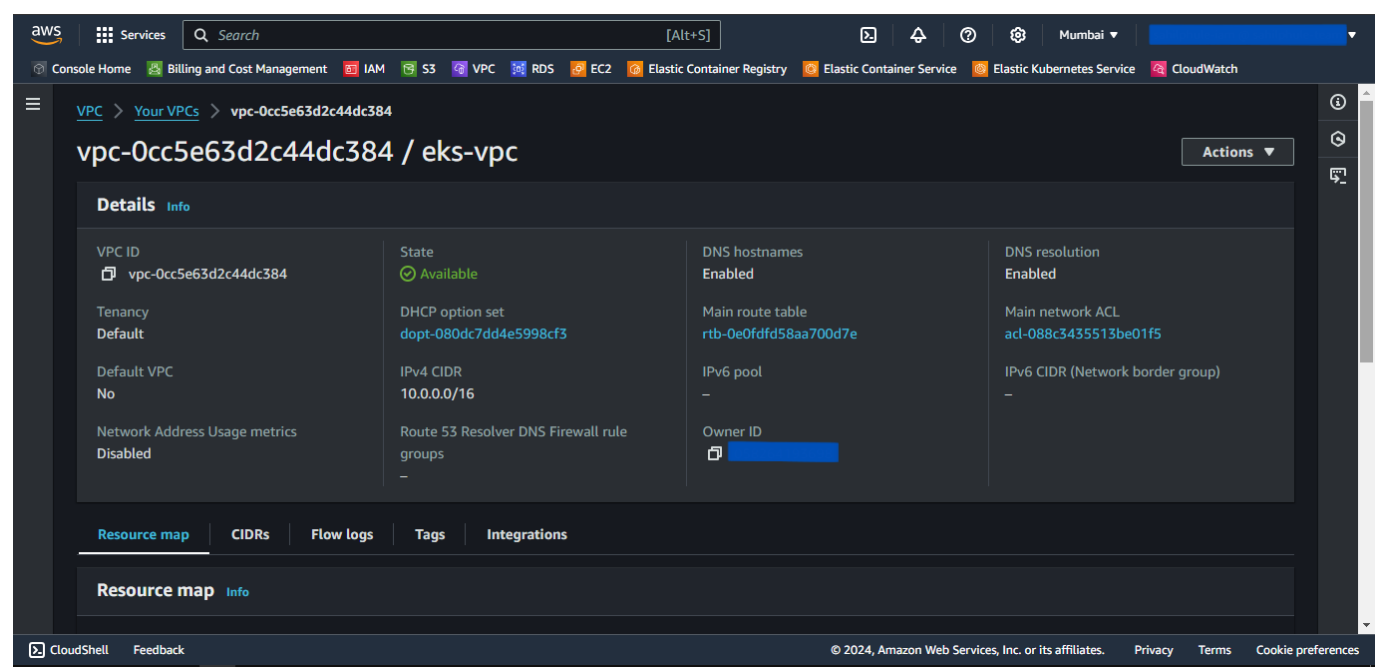 aws Services Search [Alt+S] Mumbai
Console Home Billing and Cost Management IAM S3 VPC RDS EC2 Elastic Container Registry Elastic Container Service Elastic Kubernetes Service CloudWatch
VPC > Your VPCs > vpc-0cc5e63d2c44dc384
vpc-0cc5e63d2c44dc384 / eks-vpc
Actions
Details Info
VPC ID State DNS hostnames DNS resolution
vpc-0cc5e63d2c44dc384 Available Enabled Enabled
Tenancy DHCP option set Main route table Main network ACL
Default dopt-080dc7dd4e5998cf3 rtb-0e0fdfd58aa700d7e acl-088c3435513be01f5
Default VPC IPv4 CIDR IPv6 pool IPv6 CIDR (Network border group)
No 10.0.0.0/16 – –
Network Address Usage metrics Route 53 Resolver DNS Firewall rule Owner ID
Disabled groups
–
Resource map CIDRs Flow logs Tags Integrations
Resource map Info
CloudShell Feedback © 2024, Amazon Web Services, Inc. or its affiliates. Privacy Terms Cookie preferences